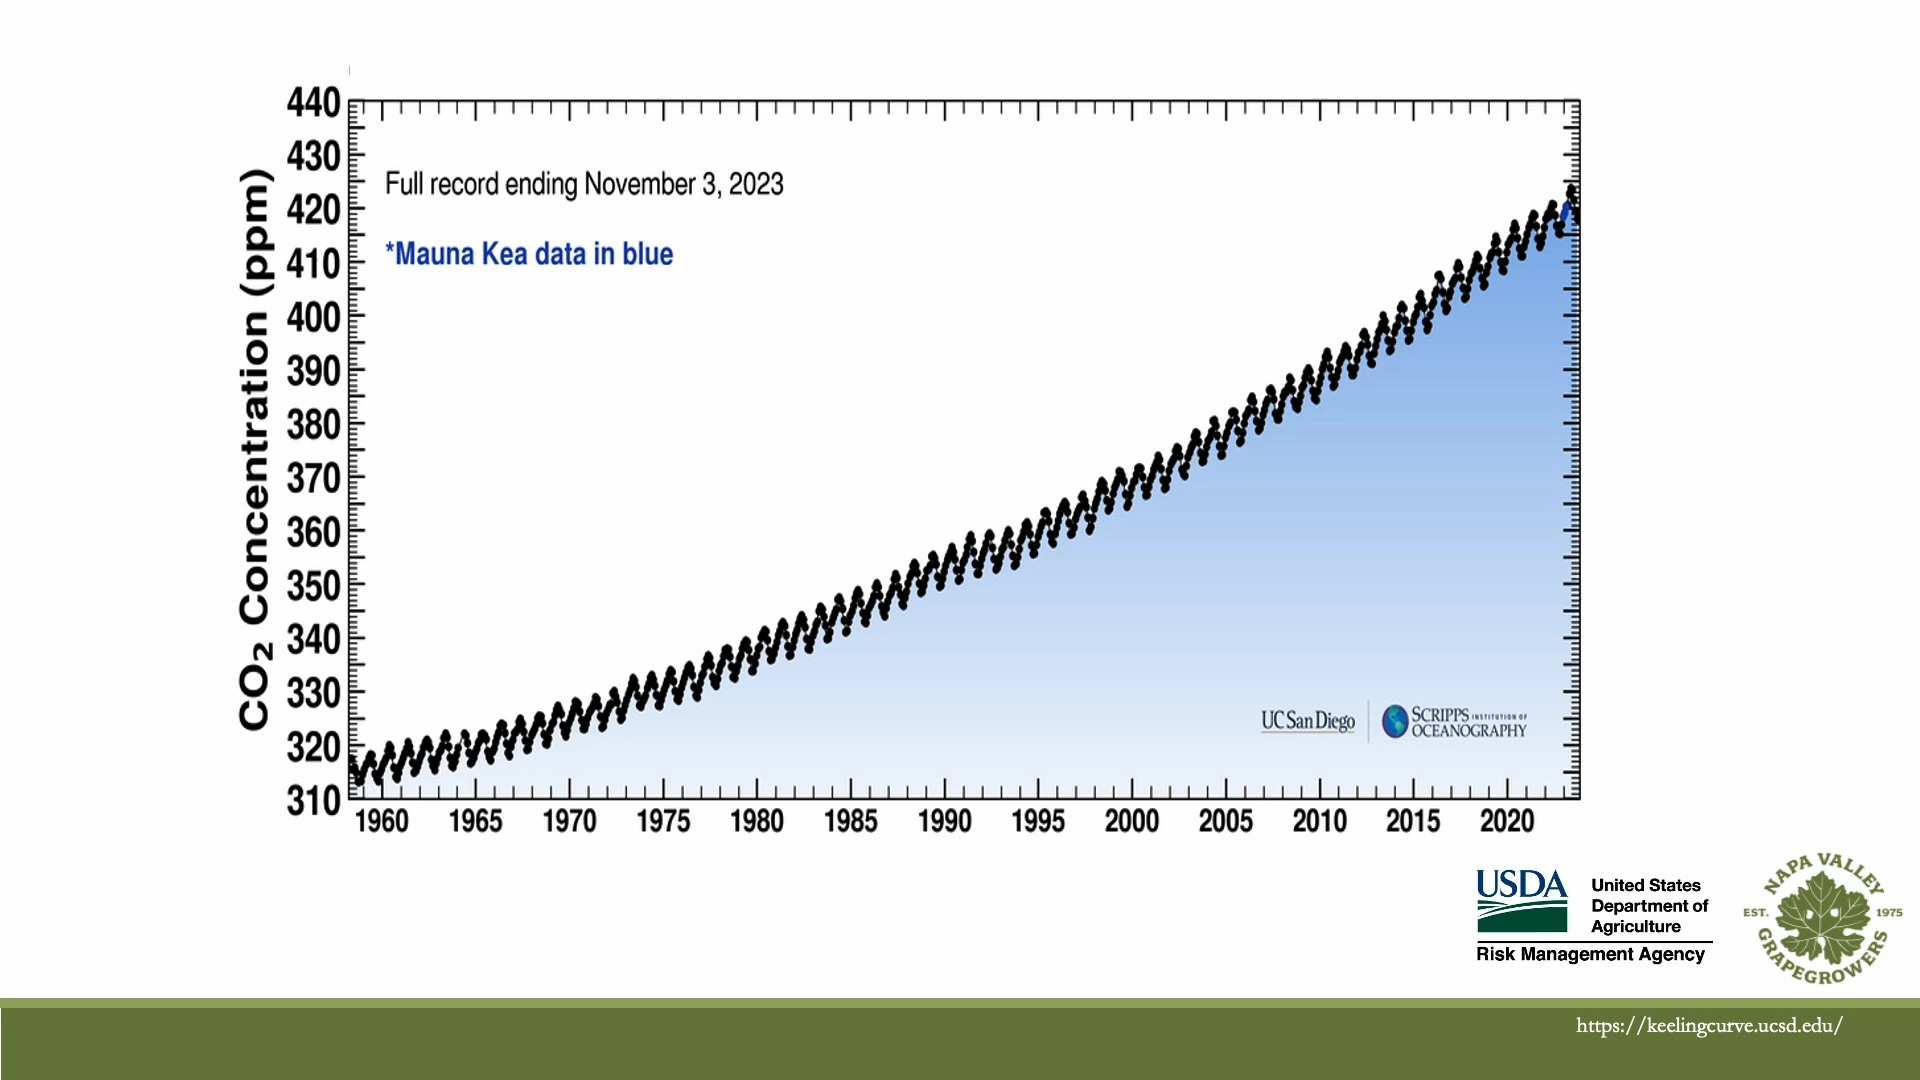 440
430
420
410
400
390
380
370
360
350
340
330
320
310
CO₂ Concentration (ppm)
Full record ending November 3, 2023
*Mauna Kea data in blue
UC San Diego
SCRIPPS INSTITUTION OF
OCEANOGRAPHY
1960 1965 1970 1975 1980 1985 1990 1995 2000 2005 2010 2015 2020
USDA
United States
Department of
Agriculture
Risk Management Agency
NAPA VALLEY
EST. 1975
GRAPEGROWERS
https://keelingcurve.ucsd.edu/